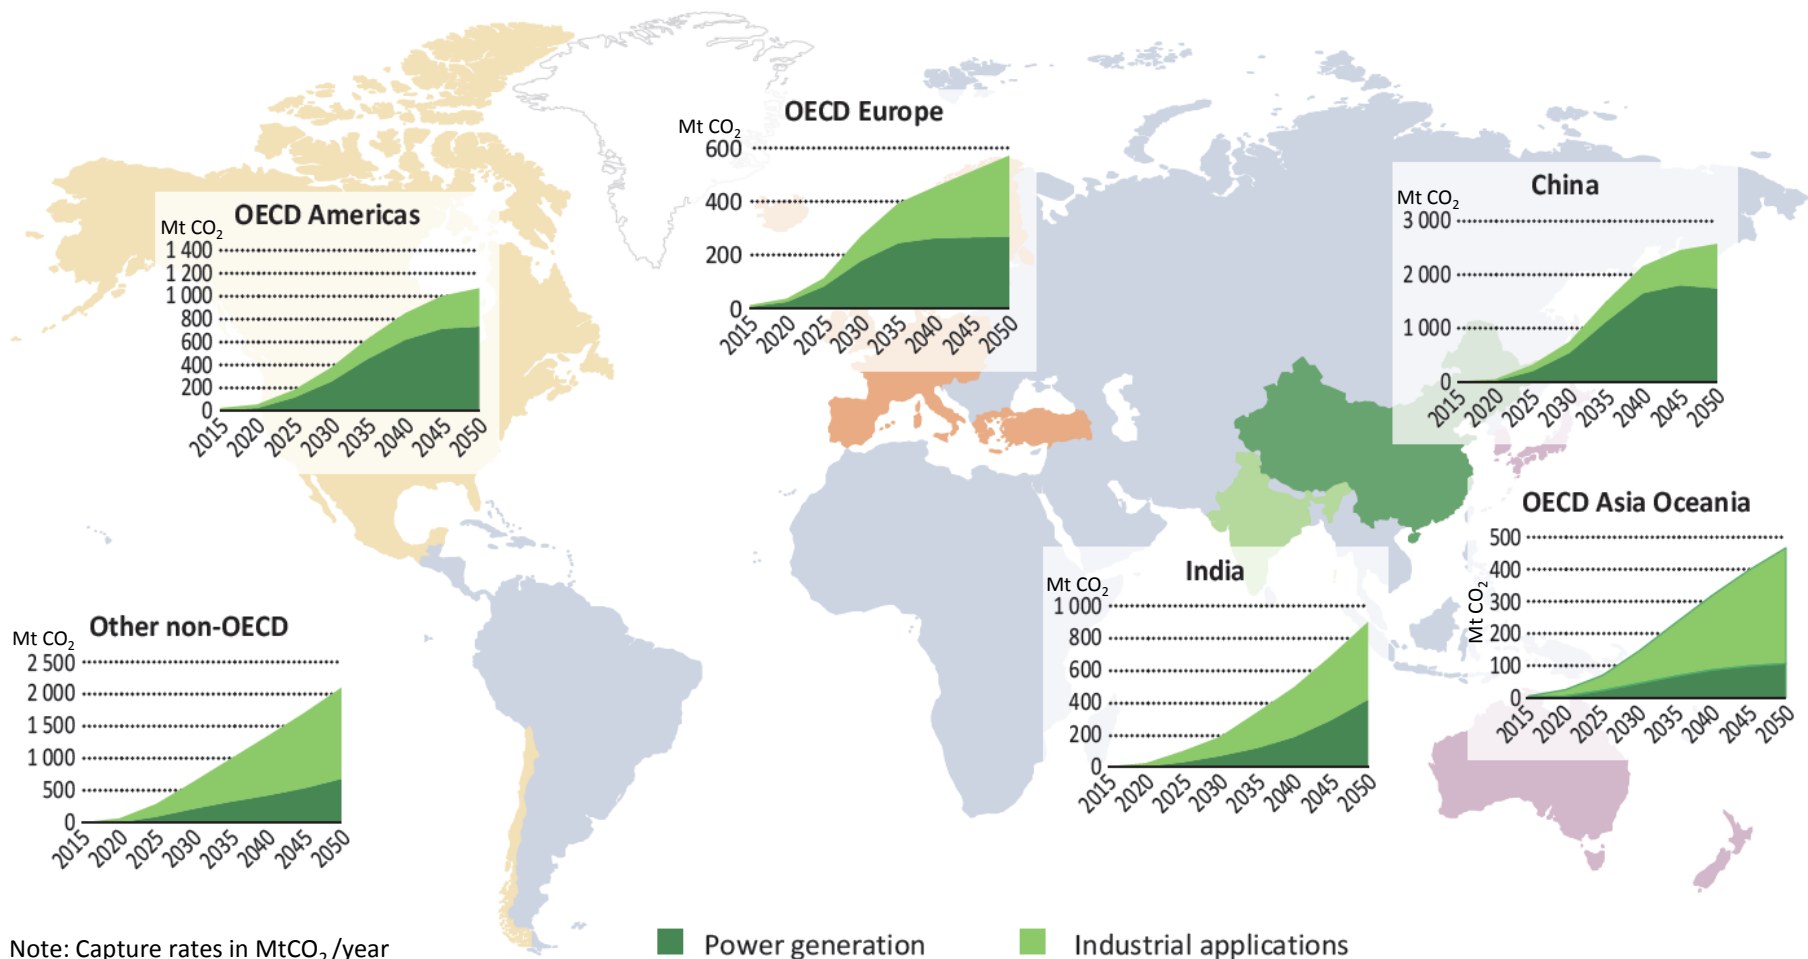 OECD Europe
Mt CO₂
600
400
200
0
2015 2020 2025 2030 2035 2040 2045 2050
China
Mt CO₂
3 000
2 000
1 000
0
2015 2020 2025 2030 2035 2040 2045 2050
OECD Americas
Mt CO₂
1 400
1 200
1 000
800
600
400
200
0
2015 2020 2025 2030 2035 2040 2045 2050
OECD Asia Oceania
Mt CO₂
500
400
300
200
100
0
2015 2020 2025 2030 2035 2040 2045 2050
India
Mt CO₂
1 000
800
600
400
200
0
2015 2020 2025 2030 2035 2040 2045 2050
Other non-OECD
Mt CO₂
2 500
2 000
1 500
1 000
500
0
2015 2020 2025 2030 2035 2040 2045 2050
Note: Capture rates in MtCO₂/year
Power generation
Industrial applications